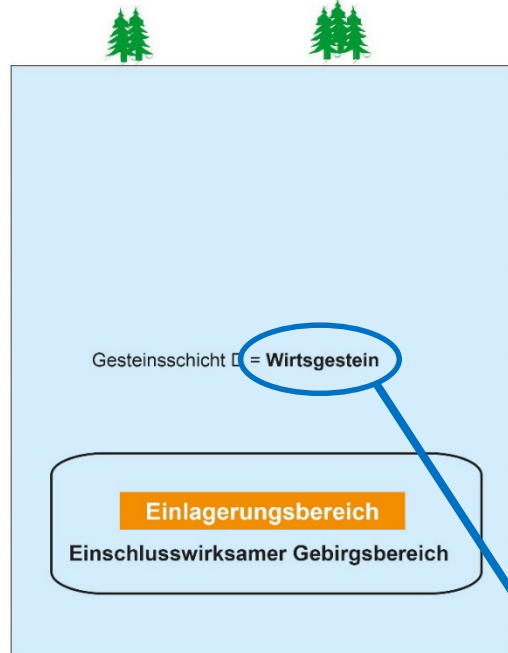 Gesteinsschicht D = Wirtsgestein
Einlagerungsbereich
Einschlusswirksamer Gebirgsbereich